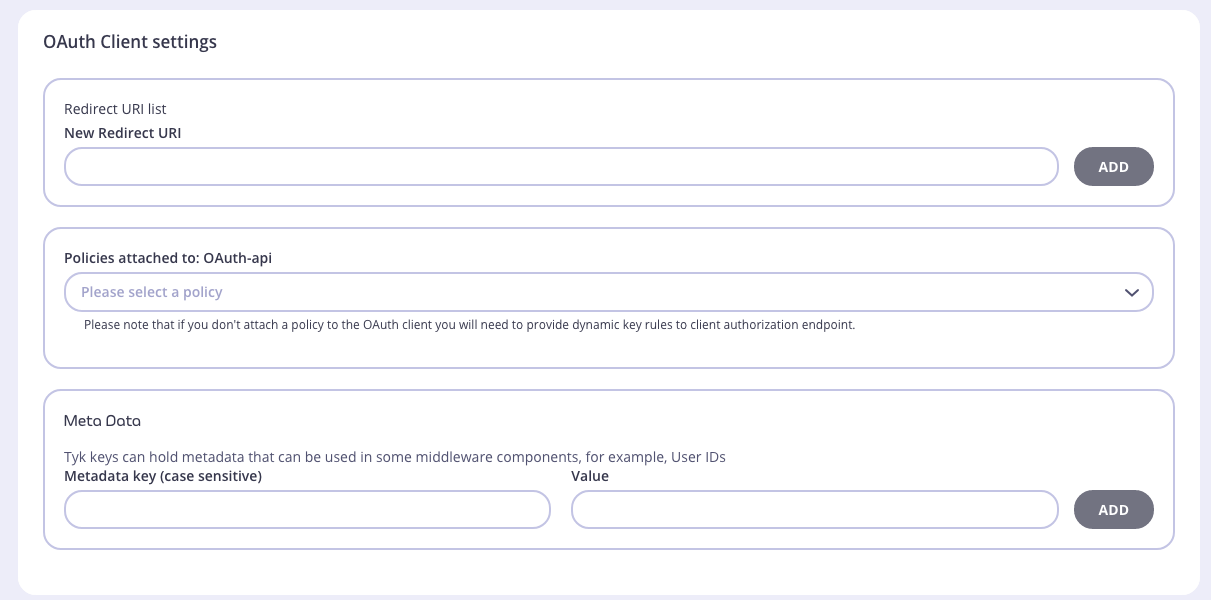 OAuth Client settings
Redirect URI list
New Redirect URI
ADD
Policies attached to: OAuth-api
Please select a policy
Please note that if you don't attach a policy to the OAuth client you will need to provide dynamic key rules to client authorization endpoint.
Meta Data
Tyk keys can hold metadata that can be used in some middleware components, for example, User IDs
Metadata key (case sensitive)
Value
ADD